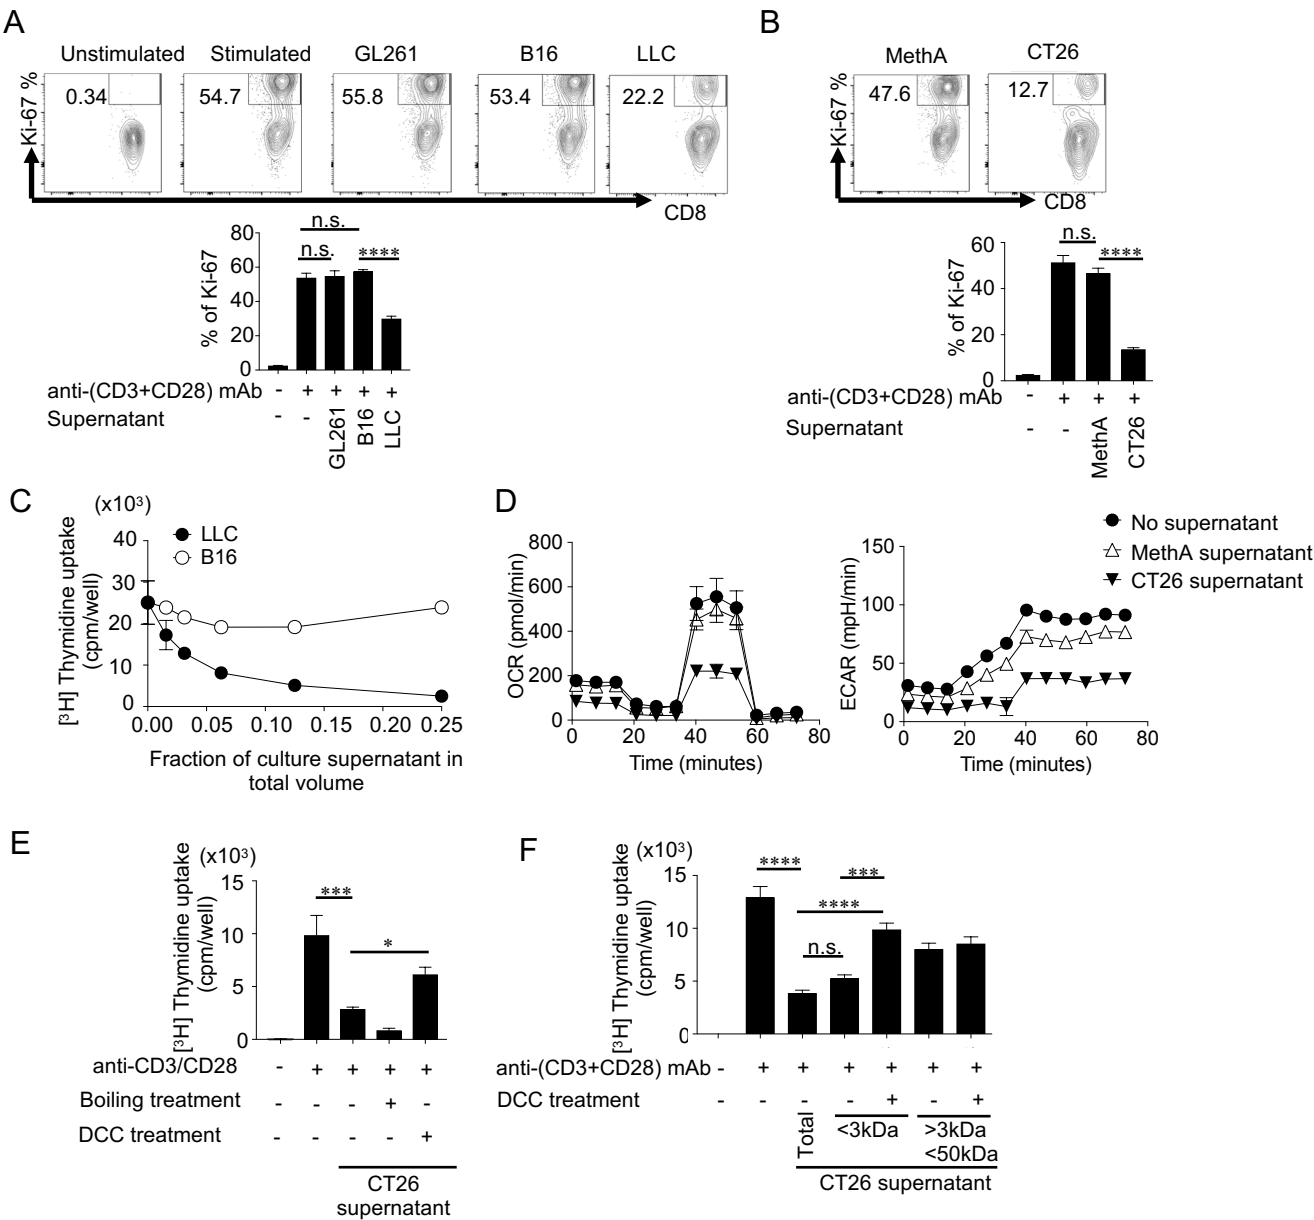 A
Unstimulated Stimulated GL261 B16 LLC
Ki-67 %
0.34 54.7 55.8 53.4 22.2
CD8
% of Ki-67
80
60
40
20
0
n.s.
n.s. ****
anti-(CD3+CD28) mAb - + + + +
Supernatant - - GL261 B16 LLC
B
MethA CT26
Ki-67 %
47.6 12.7
CD8
% of Ki-67
60
40
20
0
n.s.
****
anti-(CD3+CD28) mAb - + + +
Supernatant - - MethA CT26
C
(x10³)
[³H] Thymidine uptake
(cpm/well)
40
30
20
10
0
LLC
B16
0.00 0.05 0.10 0.15 0.20 0.25
Fraction of culture supernatant in
total volume
D
OCR (pmol/min)
800
600
400
200
0
0 20 40 60 80
Time (minutes)
ECAR (mpH/min)
150
100
50
0
0 20 40 60 80
Time (minutes)
No supernatant
MethA supernatant
CT26 supernatant
E
(x10³)
[³H] Thymidine uptake
(cpm/well)
15
10
5
0
***
*
anti-CD3/CD28 - + + + +
Boiling treatment - - - + -
DCC treatment - - - - +
CT26
supernatant
F
(x10³)
[³H] Thymidine uptake
(cpm/well)
15
10
5
0
**** ***
****
n.s.
anti-(CD3+CD28) mAb - + + + + + +
DCC treatment - - - - + - +
Total <3kDa >3kDa
<50kDa
CT26 supernatant